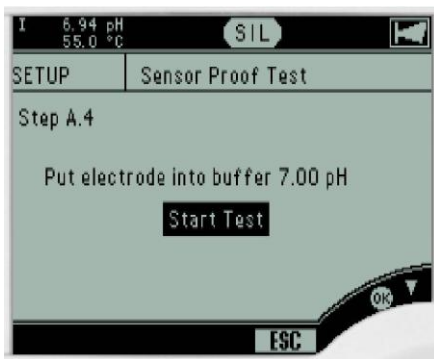 I 6.94 pH
55.0 °C
SIL
SETUP Sensor Proof Test
Step A.4
Put electrode into buffer 7.00 pH
Start Test
OK
ESC